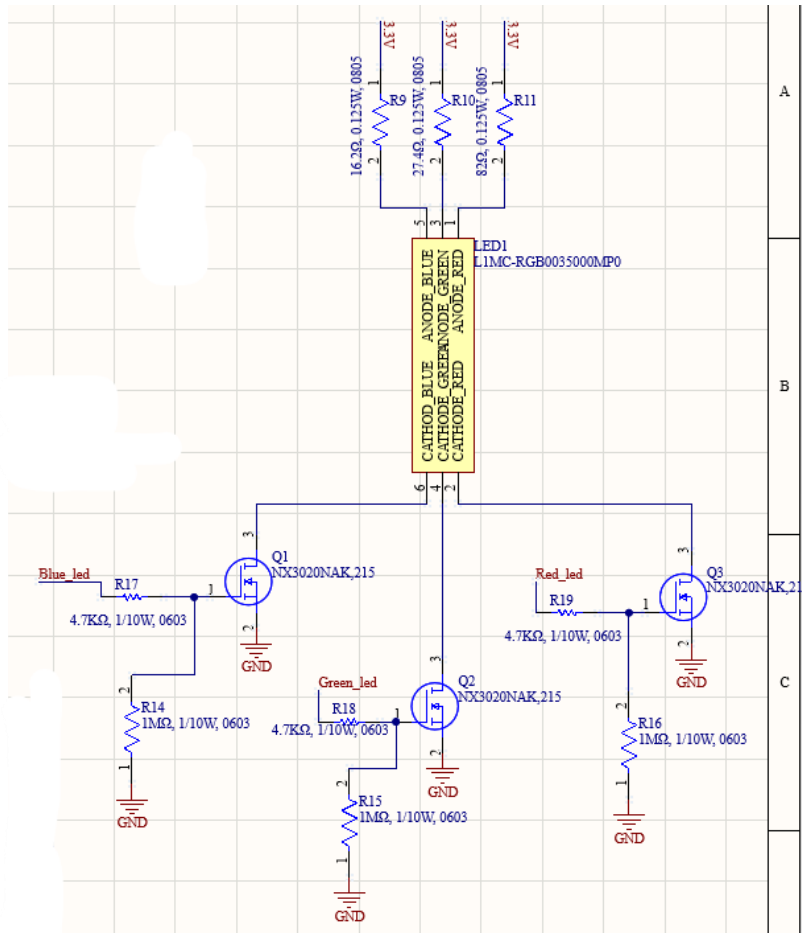 3.3V
3.3V
3.3V
A
1
R9
16.2Ω, 0.125W, 0805
2
1
R10
27.4Ω, 0.125W, 0805
2
1
R11
82Ω, 0.125W, 0805
2
5
3
1
LED1
L1MC-RGB0035000MP0
ANODE_BLUE
ANODE_GREEN
ANODE_RED
CATHOD_BLUE
CATHODE_GREEN
CATHODE_RED
B
6
4
2
3
Q1
NX3020NAK,215
Blue_led
R17
1
4.7KΩ, 1/10W, 0603
2
GND
3
Q3
NX3020NAK,21
Red_led
R19
1
4.7KΩ, 1/10W, 0603
2
GND
C
3
Q2
NX3020NAK,215
Green_led
R18
1
4.7KΩ, 1/10W, 0603
2
GND
2
R14
1MΩ, 1/10W, 0603
1
GND
2
R16
1MΩ, 1/10W, 0603
1
GND
2
R15
1MΩ, 1/10W, 0603
1
GND